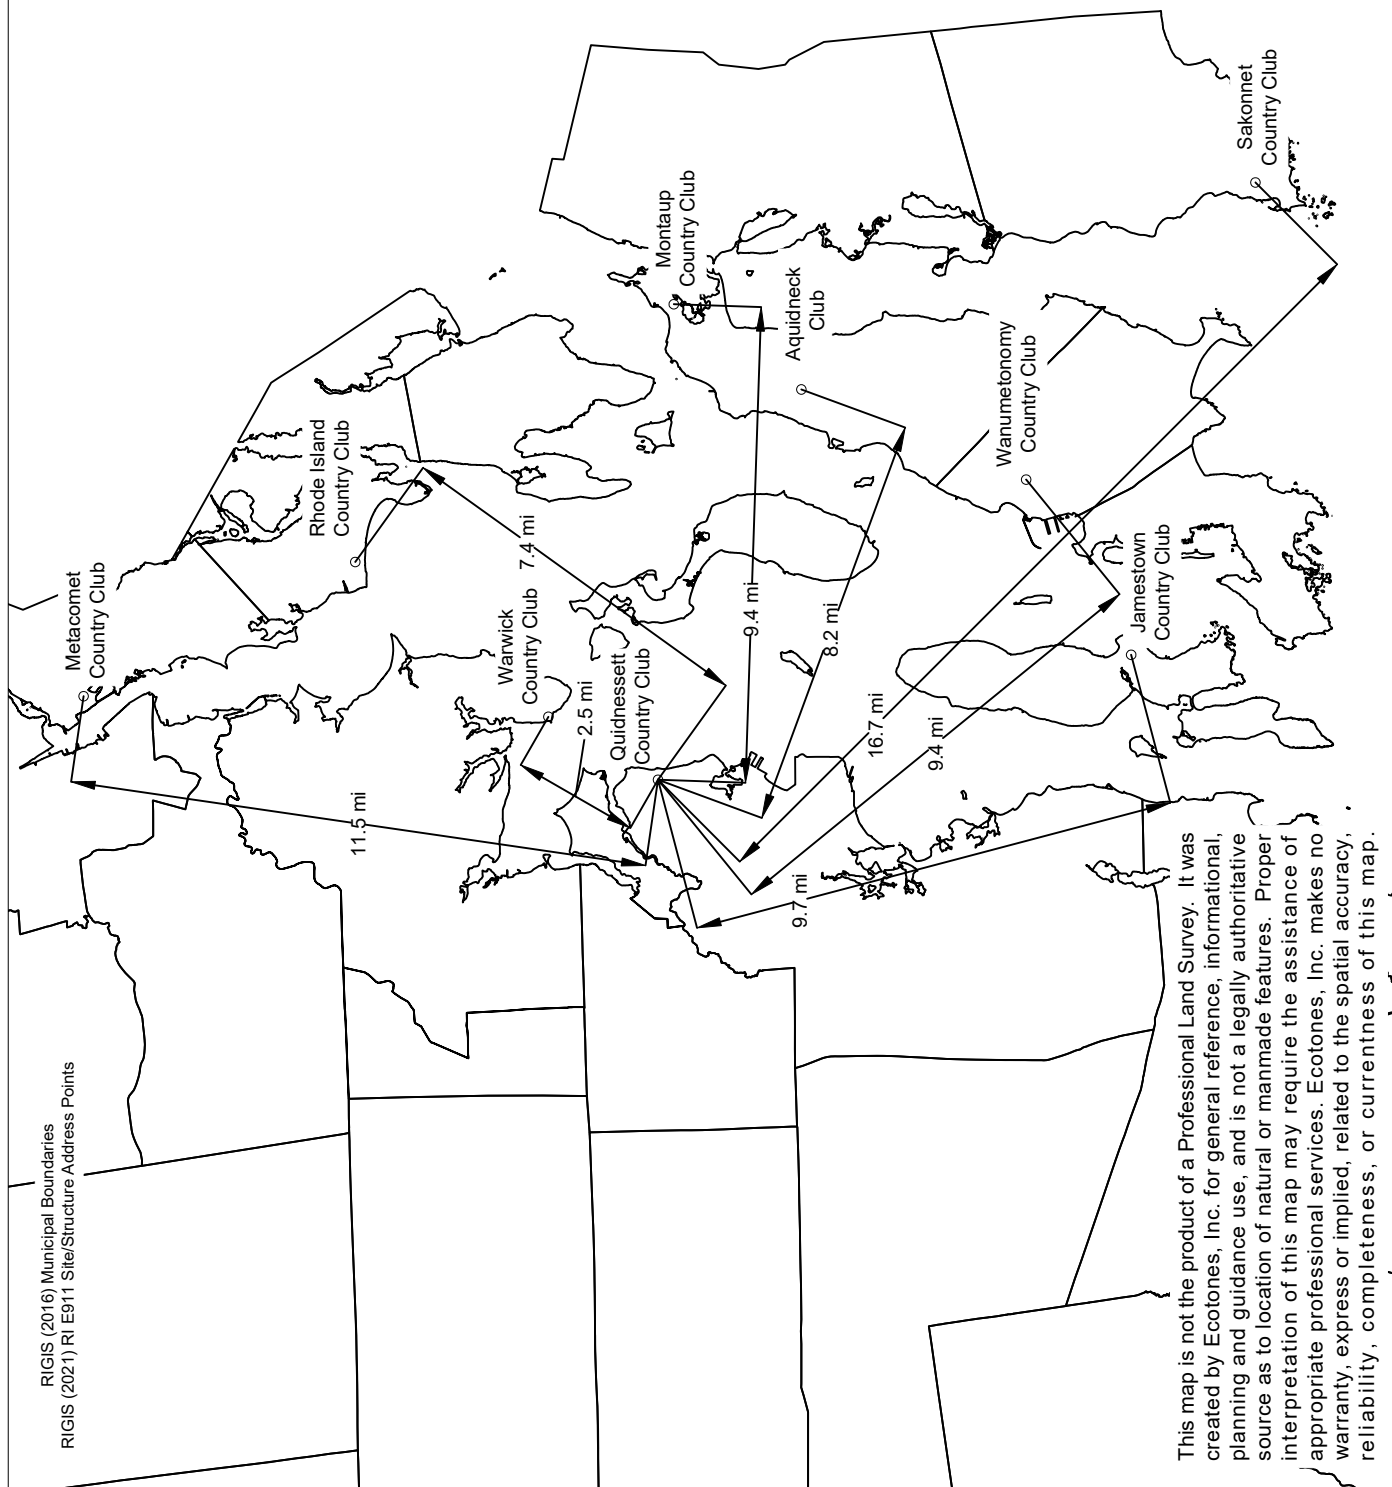 RIGIS (2016) Municipal Boundaries
RIGIS (2021) RI E911 Site/Structure Address Points
Metacomet
Country Club
Rhode Island
Country Club
Warwick
Country Club
Quidnessett
Country Club
Montaup
Country Club
Aquidneck
Club
Wanumetonomy
Country Club
Jamestown
Country Club
Sakonnet
Country Club
11.5 mi
7.4 mi
2.5 mi
9.4 mi
8.2 mi
16.7 mi
9.4 mi
9.7 mi
This map is not the product of a Professional Land Survey. It was
created by Ecotones, Inc. for general reference, informational,
planning and guidance use, and is not a legally authoritative
source as to location of natural or manmade features. Proper
interpretation of this map may require the assistance of
appropriate professional services. Ecotones, Inc. makes no
warranty, express or implied, related to the spatial accuracy,
reliability, completeness, or currentness of this map.